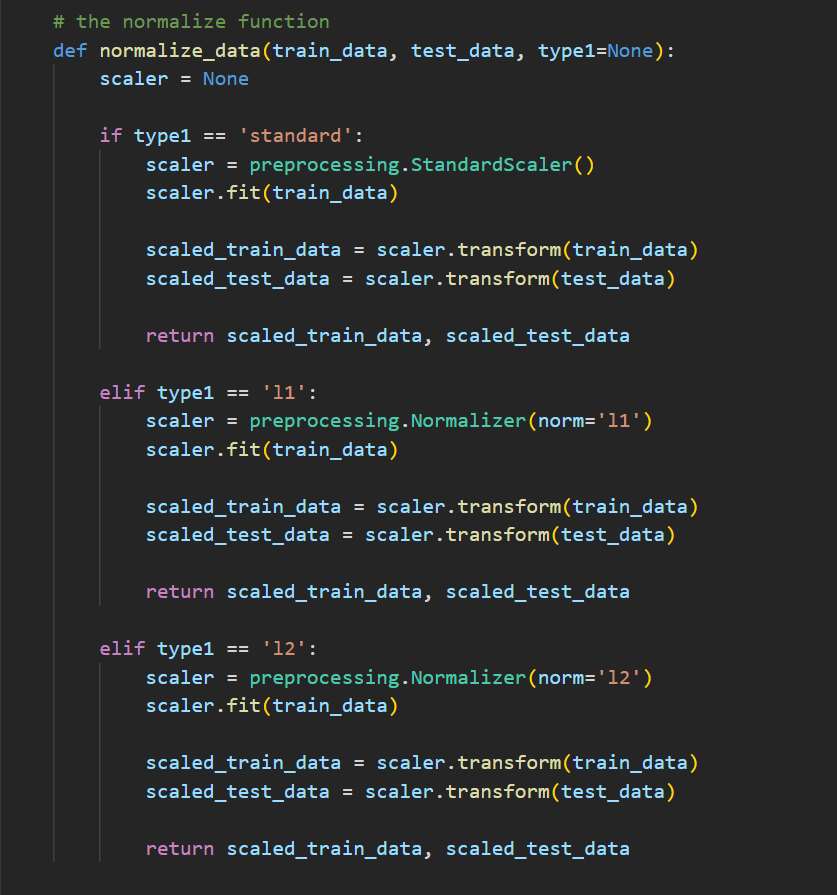 # the normalize function
def normalize_data(train_data, test_data, type1=None):
    scaler = None

    if type1 == 'standard':
        scaler = preprocessing.StandardScaler()
        scaler.fit(train_data)

        scaled_train_data = scaler.transform(train_data)
        scaled_test_data = scaler.transform(test_data)

        return scaled_train_data, scaled_test_data

    elif type1 == 'l1':
        scaler = preprocessing.Normalizer(norm='l1')
        scaler.fit(train_data)

        scaled_train_data = scaler.transform(train_data)
        scaled_test_data = scaler.transform(test_data)

        return scaled_train_data, scaled_test_data

    elif type1 == 'l2':
        scaler = preprocessing.Normalizer(norm='l2')
        scaler.fit(train_data)

        scaled_train_data = scaler.transform(train_data)
        scaled_test_data = scaler.transform(test_data)

        return scaled_train_data, scaled_test_data